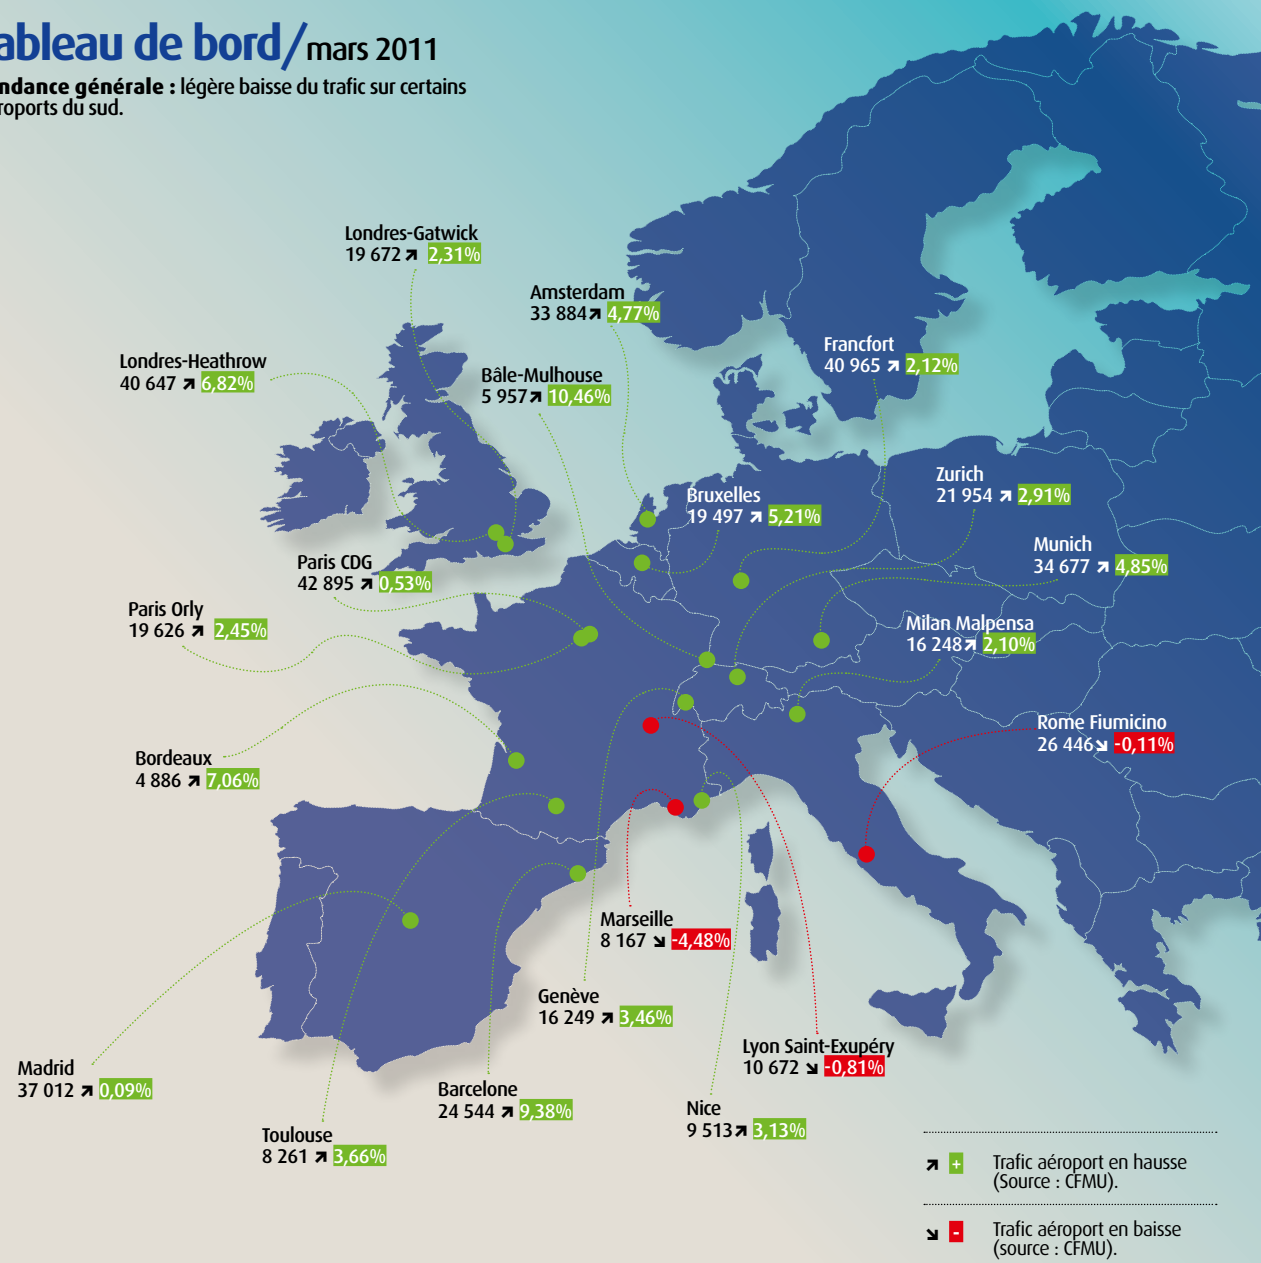 ableau de bord/mars 2011
ndance générale : légère baisse du trafic sur certains
roports du sud.
Londres-Gatwick
19 672 ↗ 2,31%
Amsterdam
33 884 ↗ 4,77%
Francfort
40 965 ↗ 2,12%
Londres-Heathrow
40 647 ↗ 6,82%
Bâle-Mulhouse
5 957 ↗ 10,46%
Zurich
21 954 ↗ 2,91%
Bruxelles
19 497 ↗ 5,21%
Munich
34 677 ↗ 4,85%
Paris CDG
42 895 ↗ 0,53%
Paris Orly
19 626 ↗ 2,45%
Milan Malpensa
16 248 ↗ 2,10%
Rome Fiumicino
26 446 ↘ -0,11%
Bordeaux
4 886 ↗ 7,06%
Marseille
8 167 ↘ -4,48%
Genève
16 249 ↗ 3,46%
Lyon Saint-Exupéry
10 672 ↘ -0,81%
Madrid
37 012 ↗ 0,09%
Barcelone
24 544 ↗ 9,38%
Nice
9 513 ↗ 3,13%
Toulouse
8 261 ↗ 3,66%
↗ + Trafic aéroport en hausse
(Source : CFMU).
↘ - Trafic aéroport en baisse
(source : CFMU).